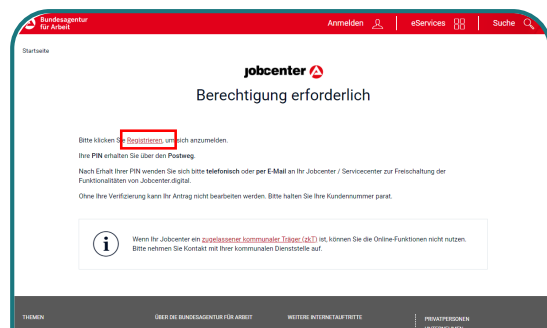 Bundesagentur
für Arbeit
Anmelden
eServices
Suche
Startseite
jobcenter
Berechtigung erforderlich
Bitte klicken Sie Registrieren, um sich anzumelden.
Ihre PIN erhalten Sie über den Postweg.
Nach Erhalt Ihrer PIN wenden Sie sich bitte telefonisch oder per E-Mail an Ihr Jobcenter / Servicecenter zur Freischaltung der
Funktionalitäten von Jobcenter.digital.
Ohne Ihre Verifizierung kann Ihr Antrag nicht bearbeiten werden. Bitte halten Sie Ihre Kundennummer parat.
Wenn Ihr Jobcenter ein zugelassener kommunaler Träger (zkT) ist, können Sie die Online-Funktionen nicht nutzen.
Bitte nehmen Sie Kontakt mit Ihrer kommunalen Dienststelle auf.
THEMEN
ÜBER DIE BUNDESAGENTUR FÜR ARBEIT
WEITERE INTERNETAUFTRITTE
PRIVATPERSONEN
UNTERNEHMEN